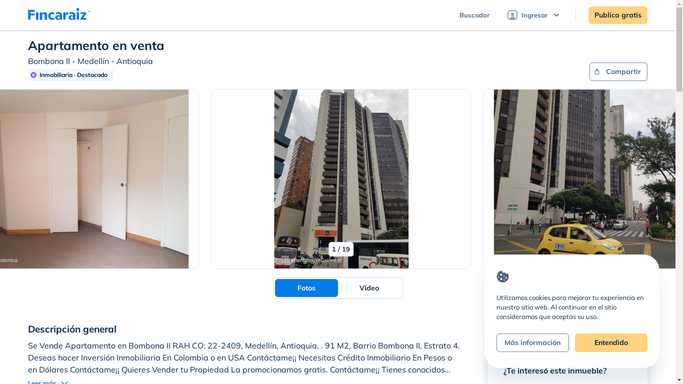 Fincaraiz
Buscador
Ingresar
Publica gratis
Apartamento en venta
Bombona II - Medellín - Antioquia
Inmobiliaria - Destacado
Compartir
1 / 19
Fotos
Video
Descripción general
Se Vende Apartamento en Bombona II RAH CO: 22-2409, Medellín, Antioquia, . 91 M2, Barrio Bombona II, Estrato 4.
Deseas hacer Inversión Inmobiliaria En Colombia o en USA Contáctame¡¡ Necesitas Crédito Inmobiliario En Pesos o
en Dólares Contáctame¡¡ Quieres Vender tu Propiedad La promocionamos gratis. Contáctame¡¡ Tienes conocidos...
Leer más
Utilizamos cookies para mejorar tu experiencia en
nuestro sitio web. Al continuar en el sitio
consideramos que aceptas su uso.
Más información
Entendido
¿Te interesó este inmueble?